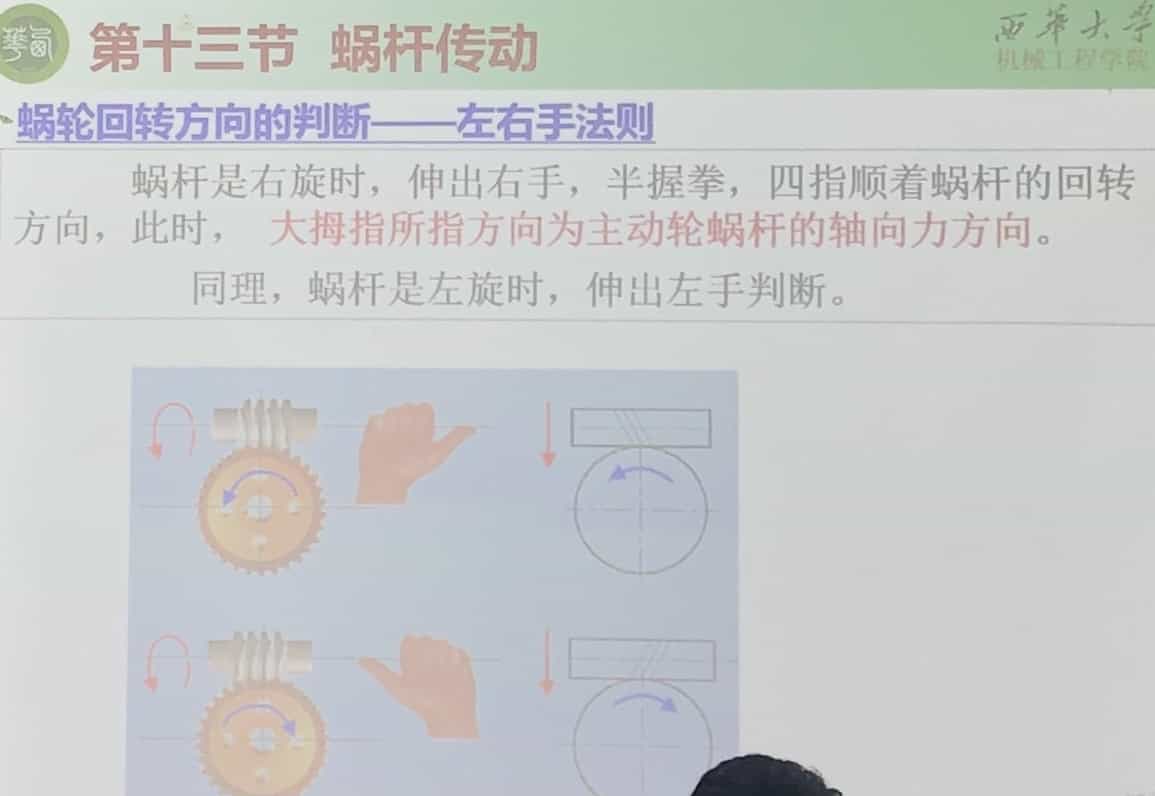 第十三节 蜗杆传动
西华大学
机械工程学院
蜗轮回转方向的判断——左右手法则
蜗杆是右旋时，伸出右手，半握拳，四指顺着蜗杆的回转
方向，此时， 大拇指所指方向为主动轮蜗杆的轴向力方向。
同理，蜗杆是左旋时，伸出左手判断。